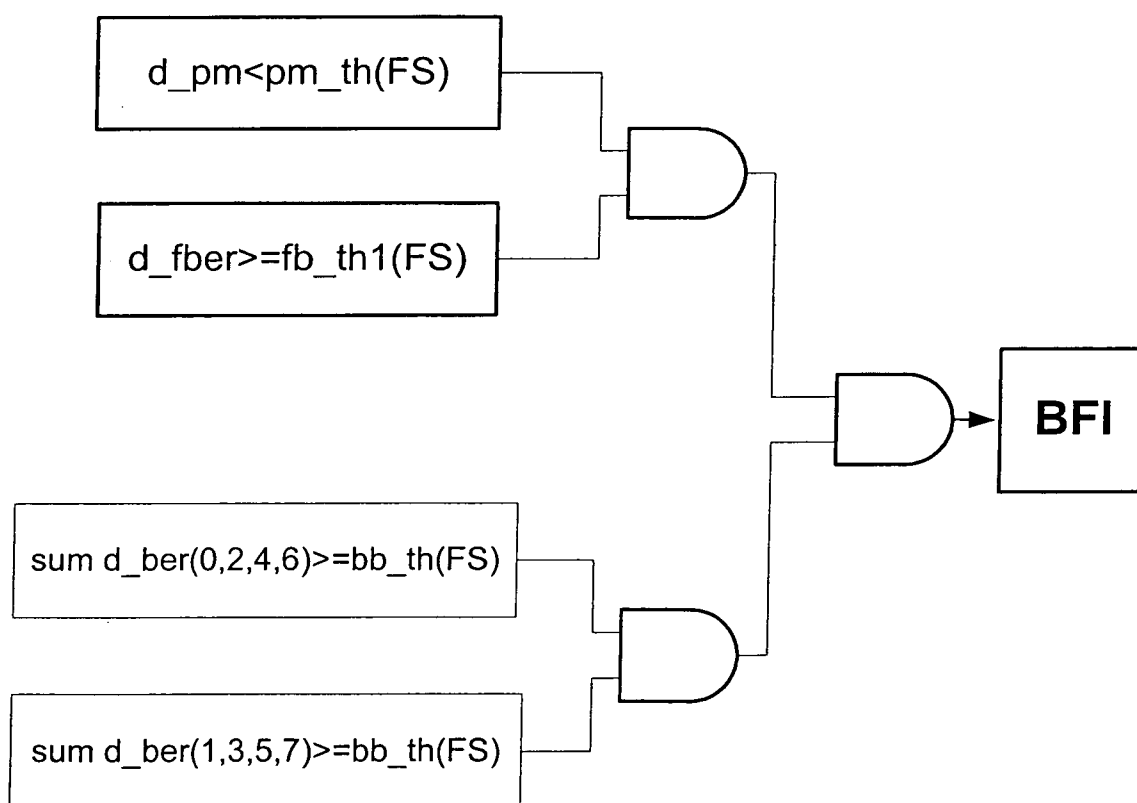 d_pm<pm_th(FS)
d_fber>=fb_th1(FS)
BFI
sum d_ber(0,2,4,6)>=bb_th(FS)
sum d_ber(1,3,5,7)>=bb_th(FS)